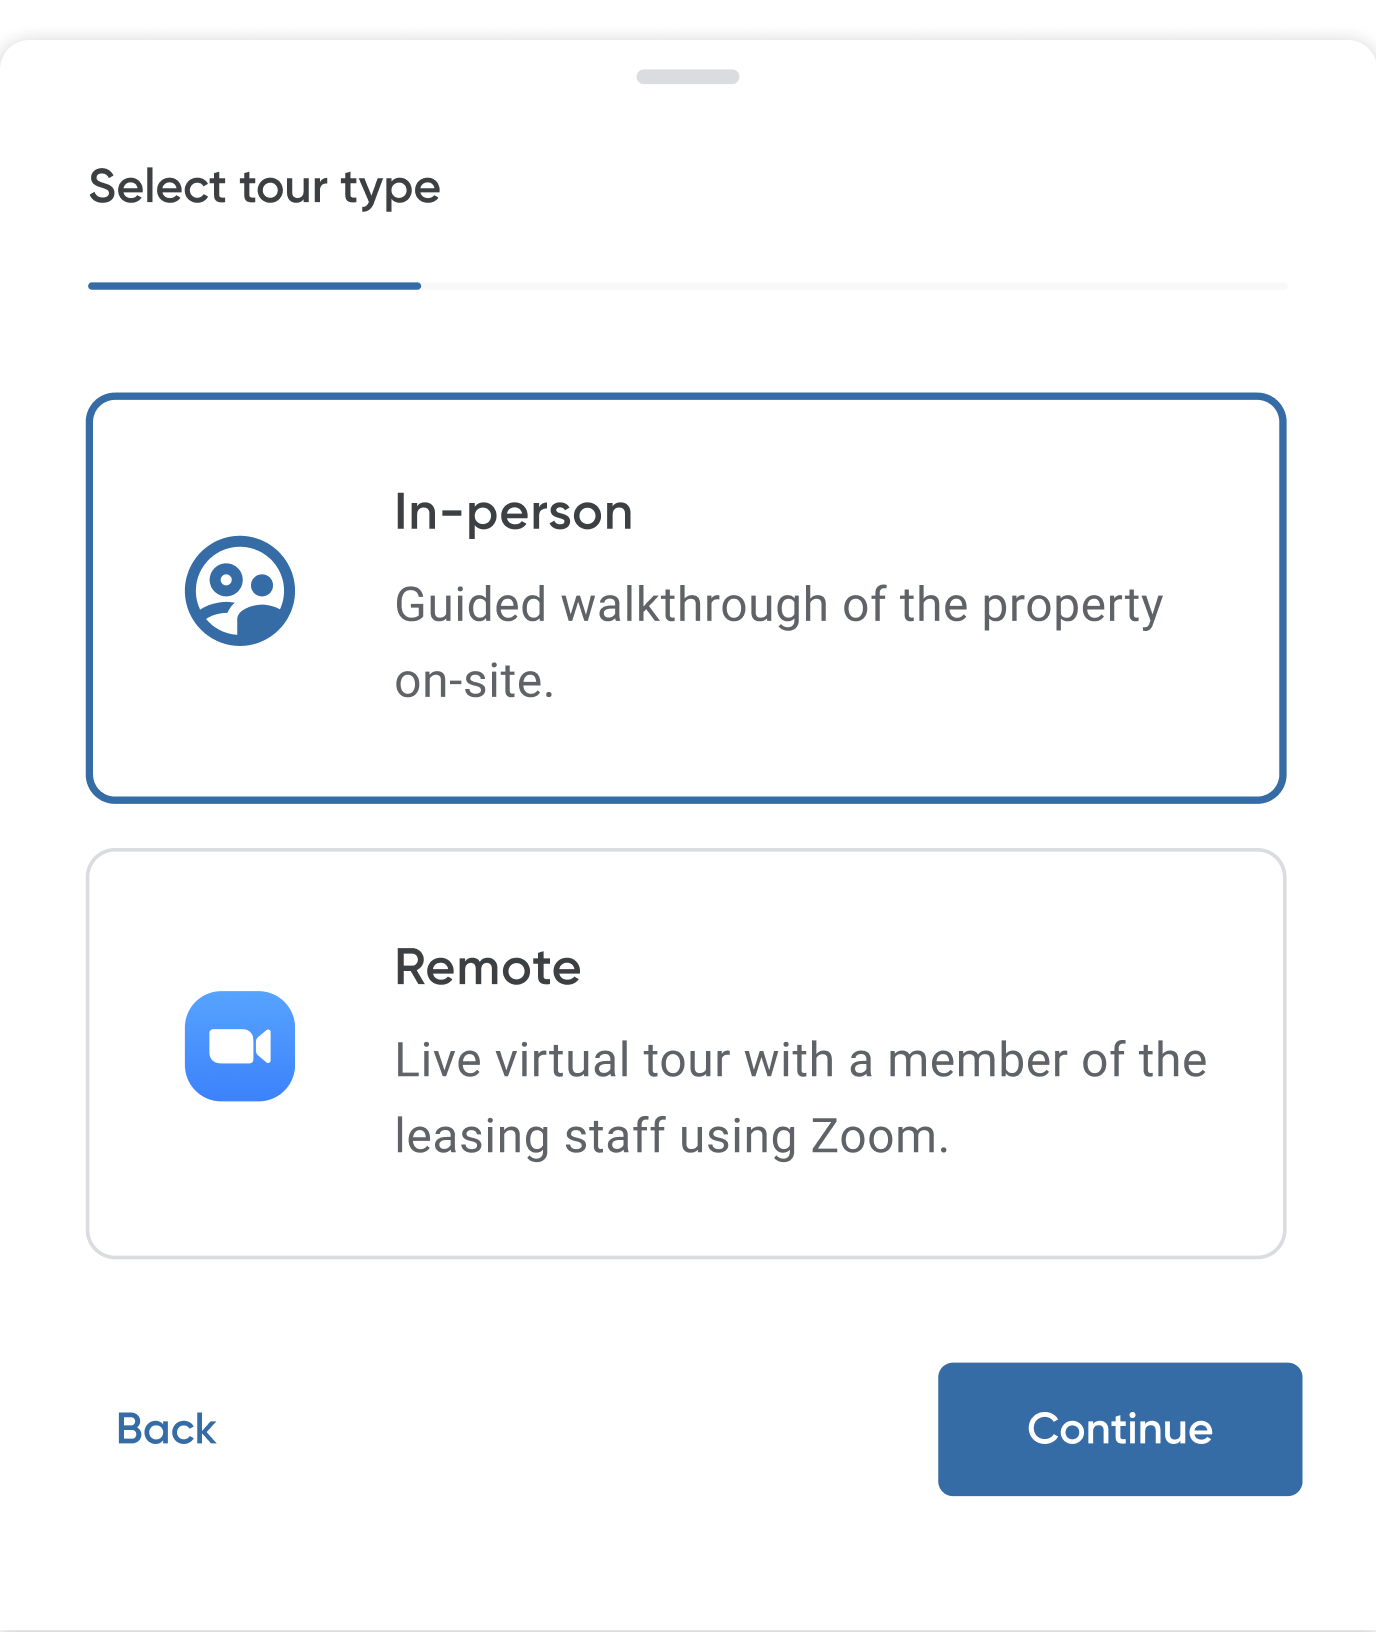 Select tour type
In-person
Guided walkthrough of the property
on-site.
Remote
Live virtual tour with a member of the
leasing staff using Zoom.
Back
Continue